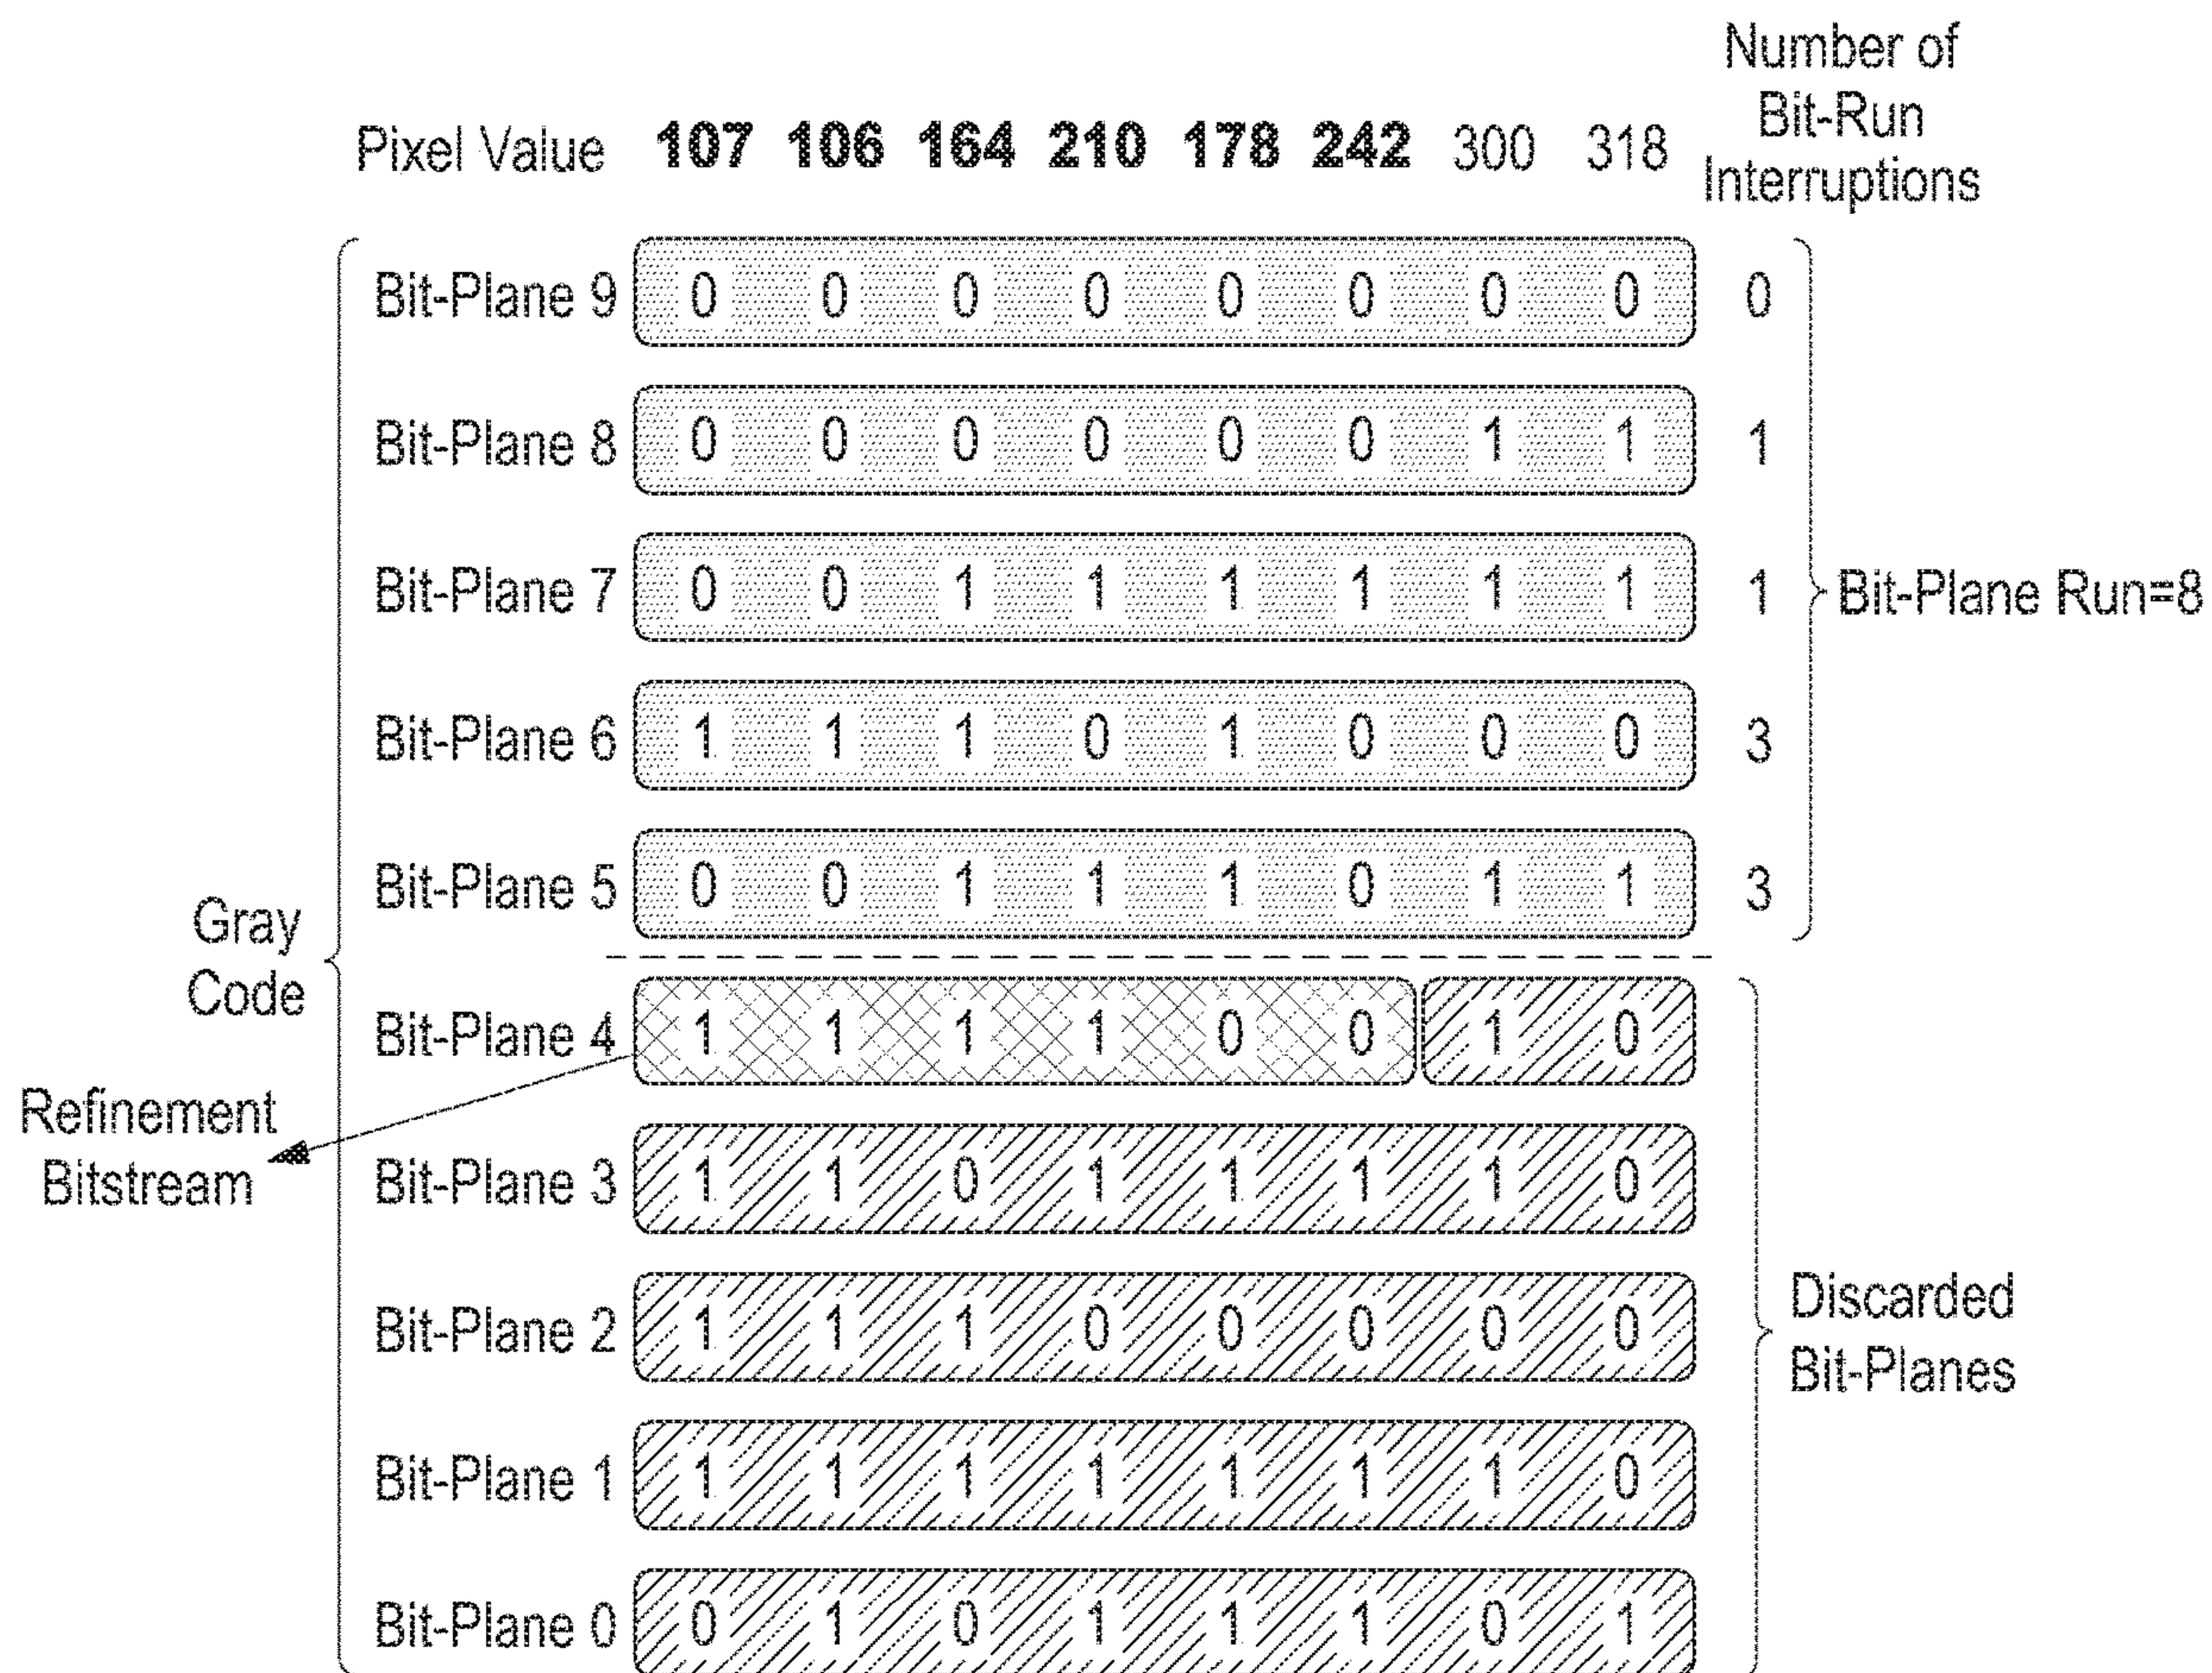 Number of
Bit-Run
Interruptions
Pixel Value 107 106 164 210 178 242 300 318
Bit-Plane 9 0 0 0 0 0 0 0 0 0
Bit-Plane 8 0 0 0 0 0 0 1 1 1
Bit-Plane 7 0 0 1 1 1 1 1 1 1
Bit-Plane Run=8
Bit-Plane 6 1 1 1 0 1 0 0 0 3
Bit-Plane 5 0 0 1 1 1 0 1 1 3
Gray
Code
Bit-Plane 4 1 1 1 1 0 0 1 0
Refinement
Bitstream
Bit-Plane 3 1 1 0 1 1 1 1 0
Bit-Plane 2 1 1 1 0 0 0 0 0
Discarded
Bit-Planes
Bit-Plane 1 1 1 1 1 1 1 1 0
Bit-Plane 0 0 1 0 1 1 1 0 1